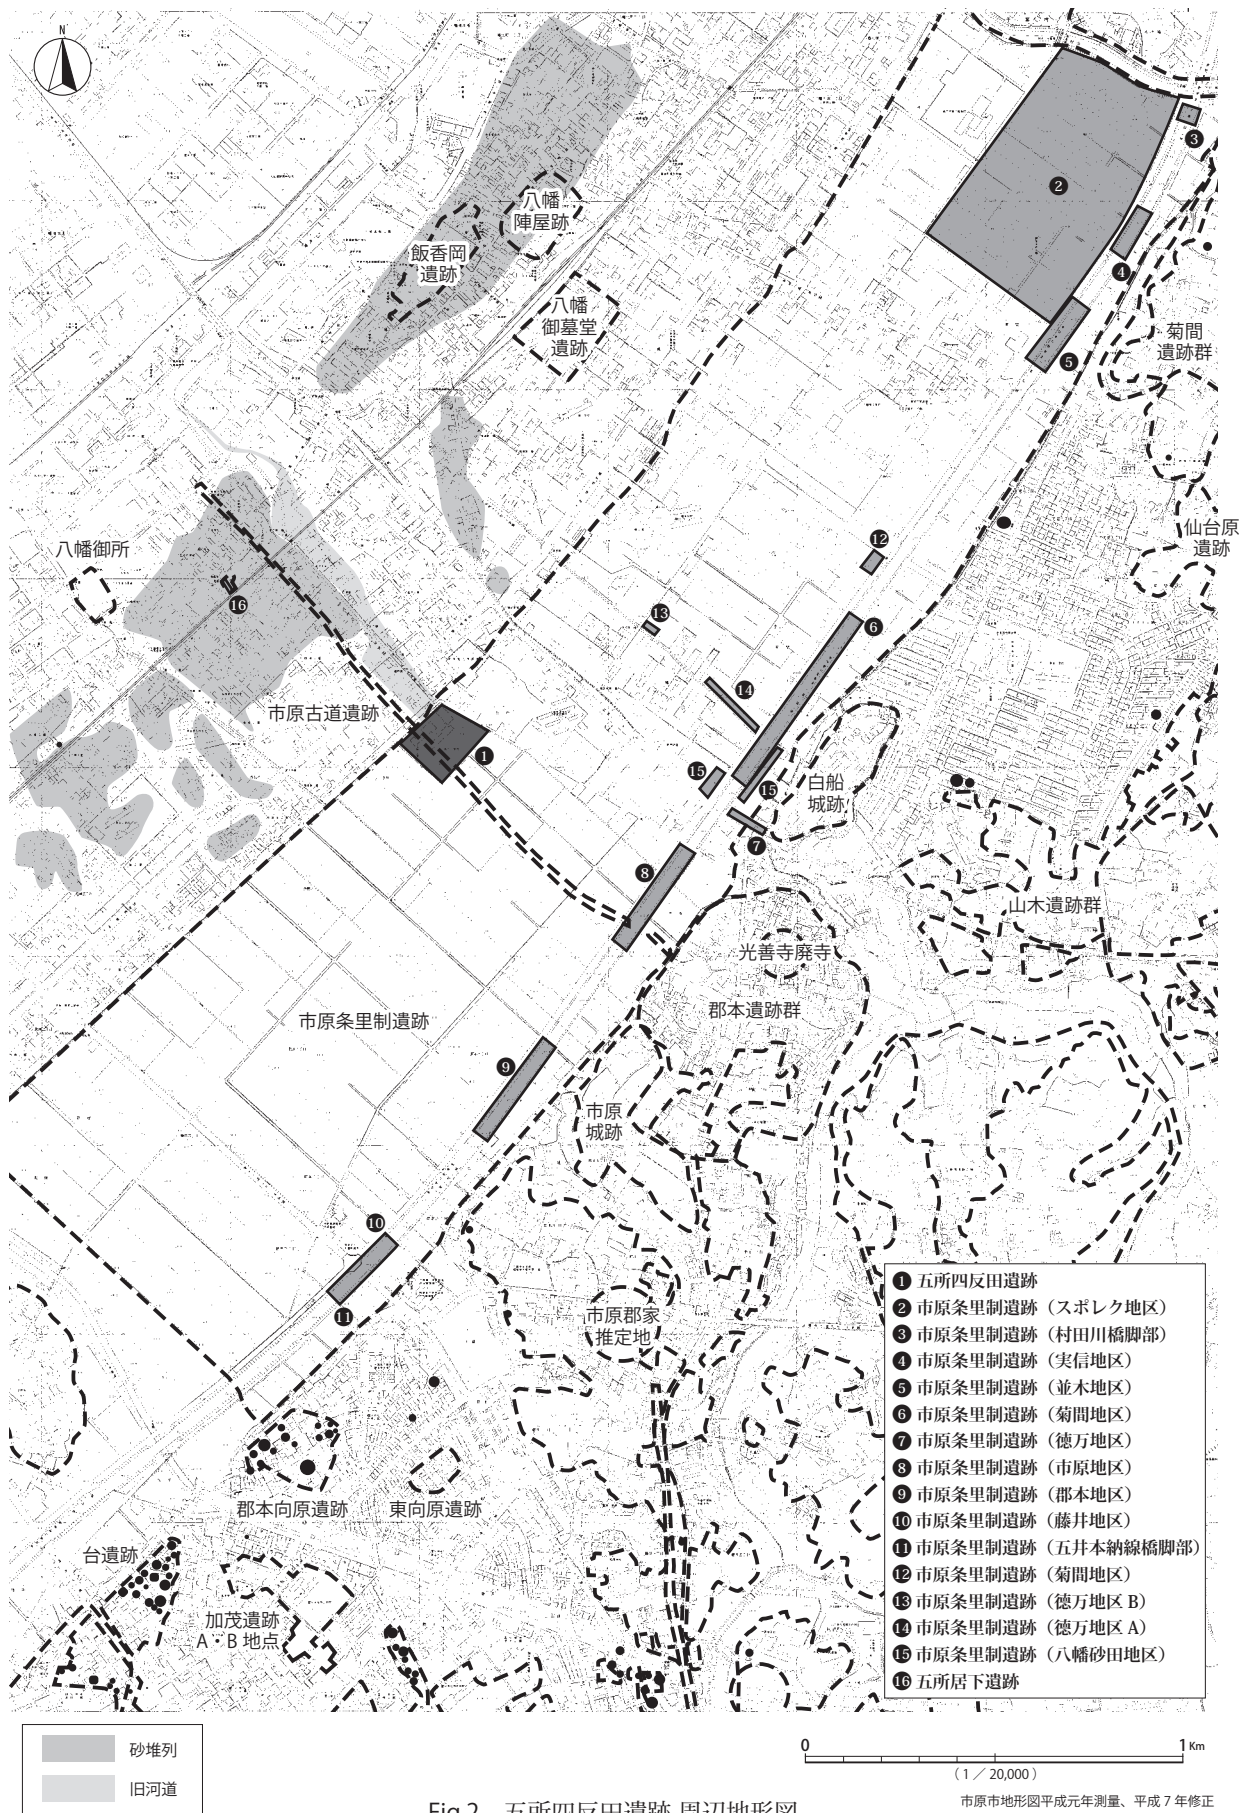 N
八幡
陣屋跡
飯香岡
遺跡
八幡
御墓堂
遺跡
❷
❸
❹
❺
菊間
遺跡群
仙台原
遺跡
八幡御所
⓰
⓬
⓭
❻
⓮
市原古道遺跡
❶
⓯
⓯
白船
城跡
❼
❽
山木遺跡群
光善寺廃寺
郡本遺跡群
市原条里制遺跡
❾
市原
城跡
❿
⓫
市原郡家
推定地
郡本向原遺跡
東向原遺跡
台遺跡
加茂遺跡
A・B 地点
❶ 五所四反田遺跡
❷ 市原条里制遺跡（スポレク地区）
❸ 市原条里制遺跡（村田川橋脚部）
❹ 市原条里制遺跡（実信地区）
❺ 市原条里制遺跡（並木地区）
❻ 市原条里制遺跡（菊間地区）
❼ 市原条里制遺跡（徳万地区）
❽ 市原条里制遺跡（市原地区）
❾ 市原条里制遺跡（郡本地区）
❿ 市原条里制遺跡（藤井地区）
⓫ 市原条里制遺跡（五井本納線橋脚部）
⓬ 市原条里制遺跡（菊間地区）
⓭ 市原条里制遺跡（徳万地区 B）
⓮ 市原条里制遺跡（徳万地区 A）
⓯ 市原条里制遺跡（八幡砂田地区）
⓰ 五所居下遺跡
砂堆列
旧河道
0 1 Km
（1 ／ 20,000）
市原市地形図平成元年測量、平成 7 年修正
Fig.2 五所四反田遺跡 周辺地形図